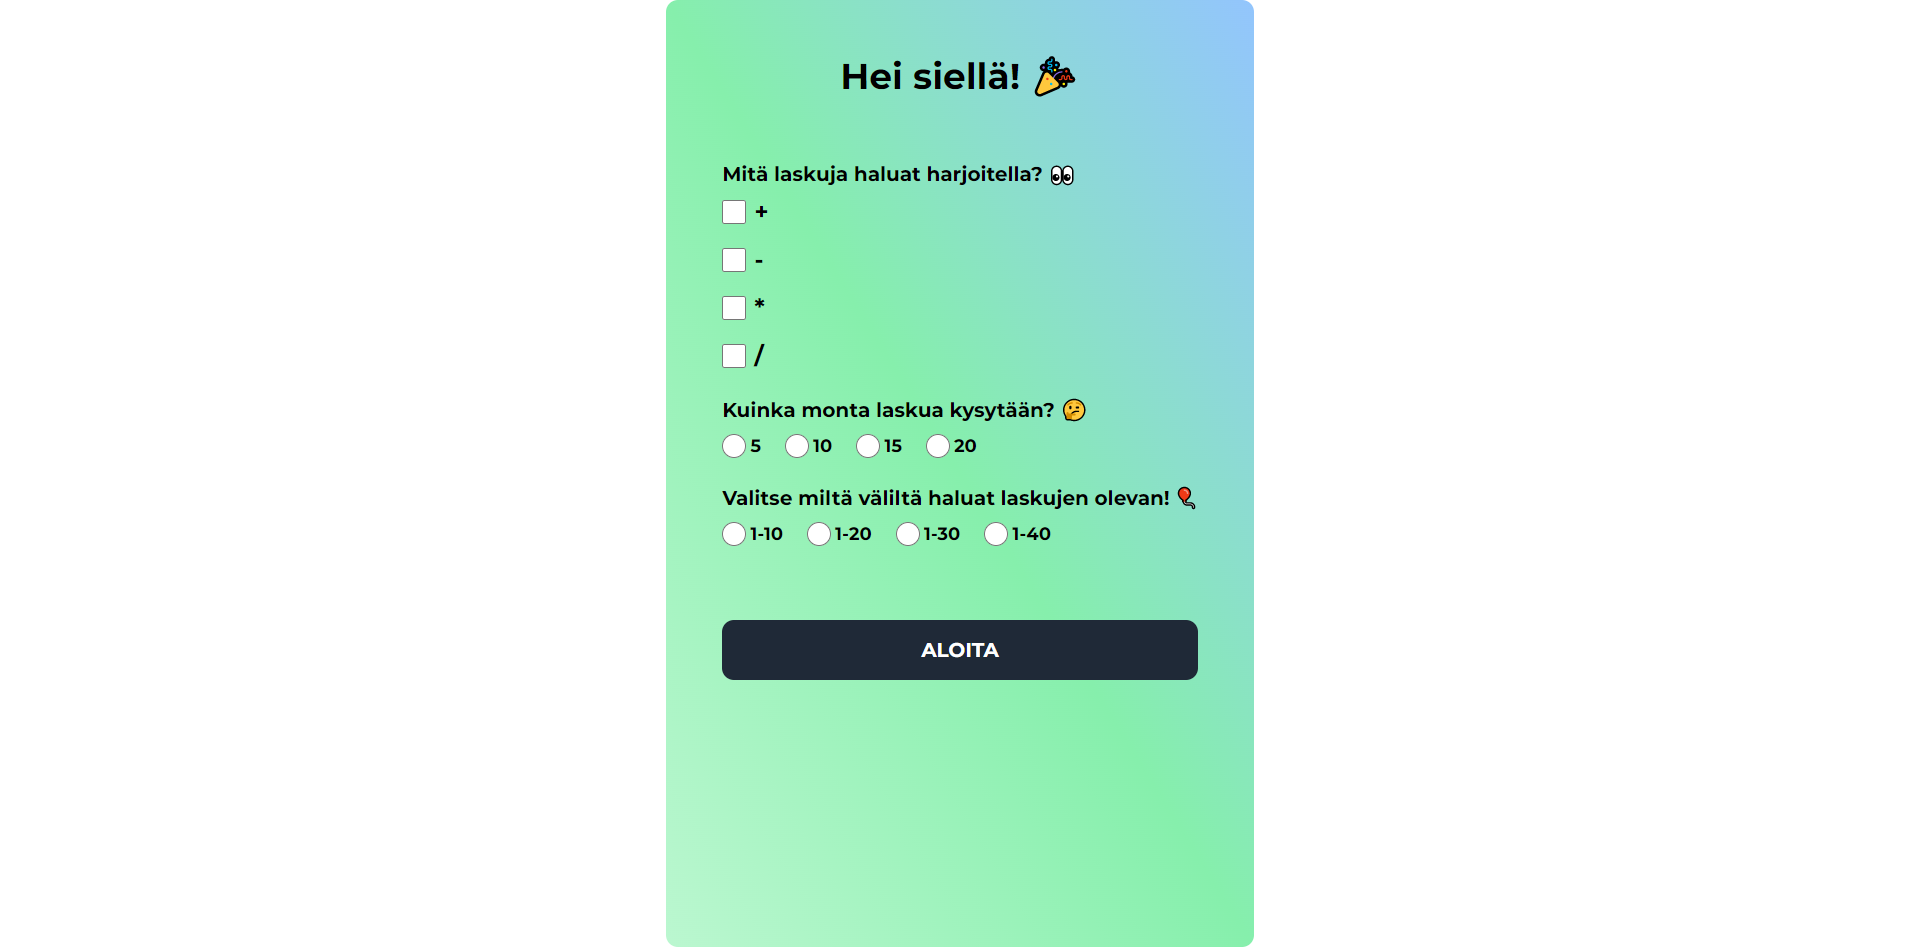 Hei siellä! 🎉
Mitä laskuja haluat harjoitella? 👀
+
-
*
/
Kuinka monta laskua kysytään? 🤔
5 10 15 20
Valitse miltä väliltä haluat laskujen olevan! 🎈
1-10 1-20 1-30 1-40
ALOITA